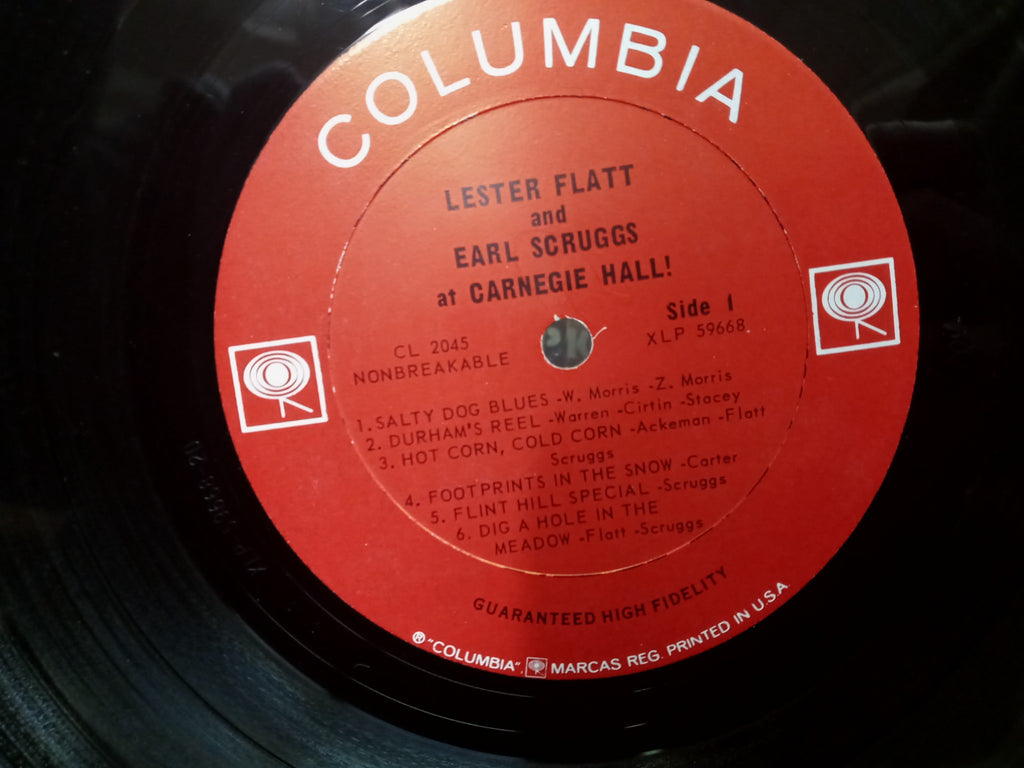 COLUMBIA
LESTER FLATT
and
EARL SCRUGGS
at CARNEGIE HALL!
Side 1
CL 2045
XLP 59668
NONBREAKABLE
1. SALTY DOG BLUES -W. Morris -Z. Morris
2. DURHAM'S REEL -Warren -Cirtin -Stacey
3. HOT CORN, COLD CORN -Ackeman -Flatt
Scruggs
4. FOOTPRINTS IN THE SNOW -Carter
5. FLINT HILL SPECIAL -Scruggs
6. DIG A HOLE IN THE
MEADOW -Flatt -Scruggs
GUARANTEED HIGH FIDELITY
® "COLUMBIA", MARCAS REG. PRINTED IN U.S.A.